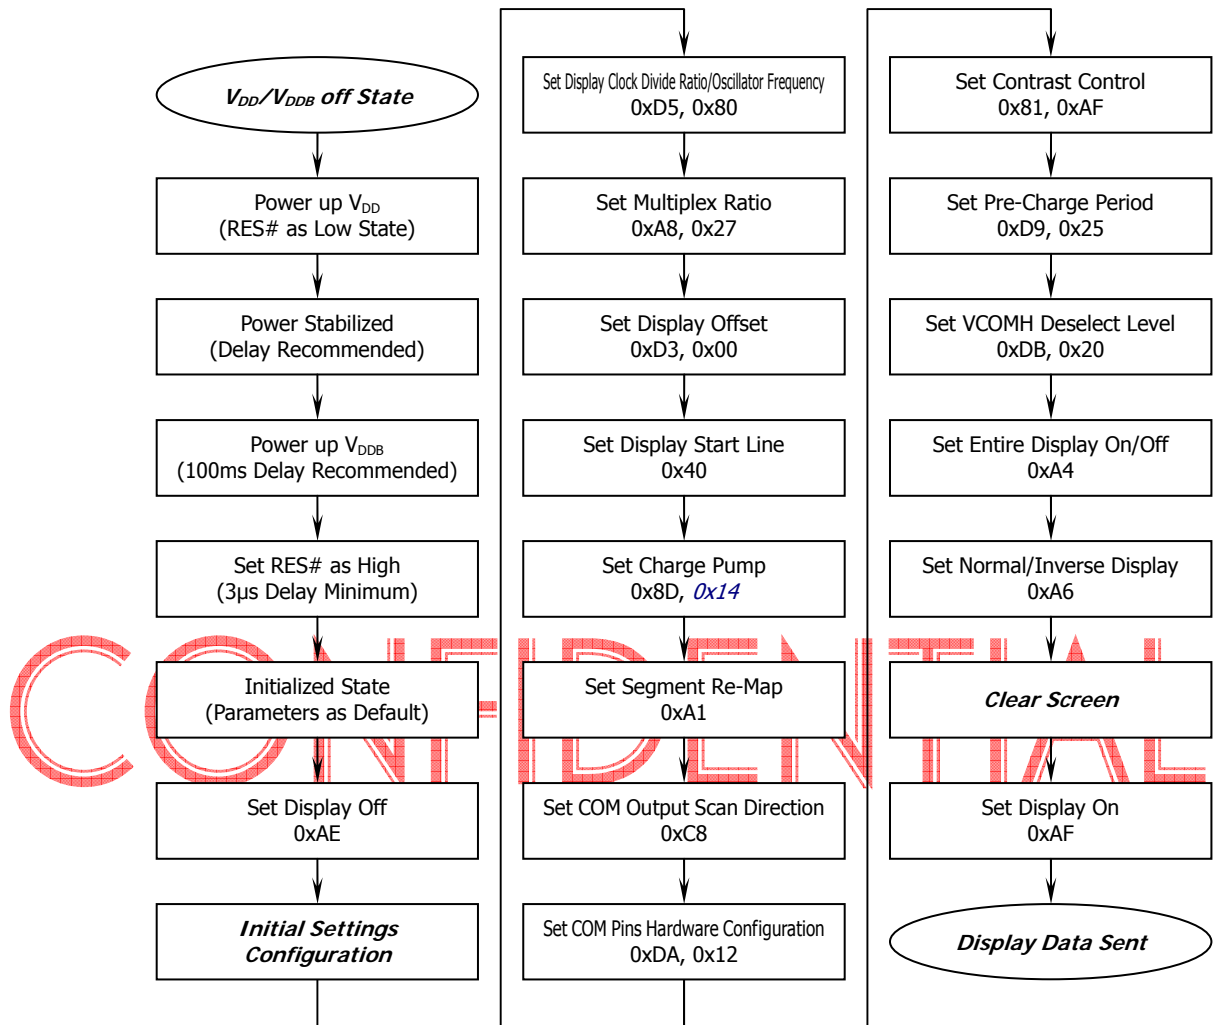 V_DD/V_DDB off State
Power up V_DD
(RES# as Low State)
Power Stabilized
(Delay Recommended)
Power up V_DDB
(100ms Delay Recommended)
Set RES# as High
(3μs Delay Minimum)
Initialized State
(Parameters as Default)
Set Display Off
0xAE
Initial Settings
Configuration
Set Display Clock Divide Ratio/Oscillator Frequency
0xD5, 0x80
Set Multiplex Ratio
0xA8, 0x27
Set Display Offset
0xD3, 0x00
Set Display Start Line
0x40
Set Charge Pump
0x8D, 0x14
Set Segment Re-Map
0xA1
Set COM Output Scan Direction
0xC8
Set COM Pins Hardware Configuration
0xDA, 0x12
Set Contrast Control
0x81, 0xAF
Set Pre-Charge Period
0xD9, 0x25
Set VCOMH Deselect Level
0xDB, 0x20
Set Entire Display On/Off
0xA4
Set Normal/Inverse Display
0xA6
Clear Screen
Set Display On
0xAF
Display Data Sent
CONFIDENTIAL